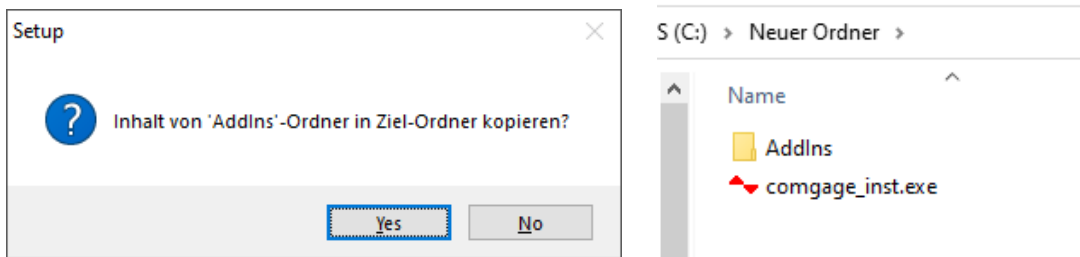 Setup
Inhalt von 'AddIns'-Ordner in Ziel-Ordner kopieren?
Yes
No
S (C:) > Neuer Ordner >
Name
AddIns
comgage_inst.exe